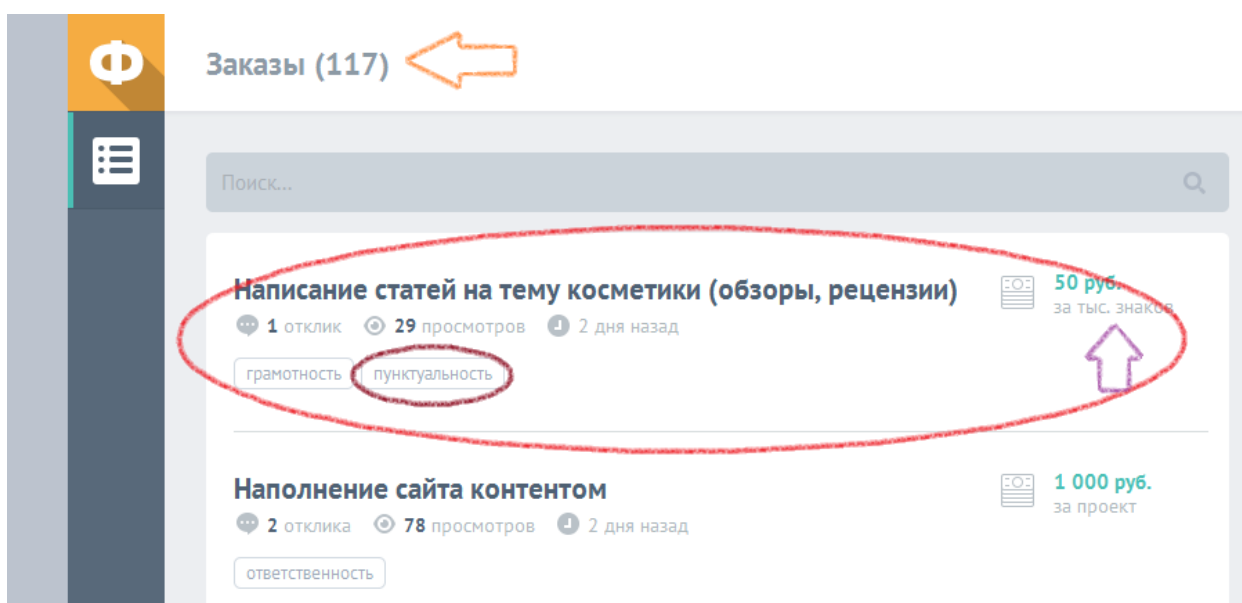 Ф
Заказы (117)
Поиск...
Написание статей на тему косметики (обзоры, рецензии)
50 руб.
за тыс. знаков
1 отклик 29 просмотров 2 дня назад
грамотность пунктуальность
Наполнение сайта контентом
1 000 руб.
за проект
2 отклика 78 просмотров 2 дня назад
ответственность